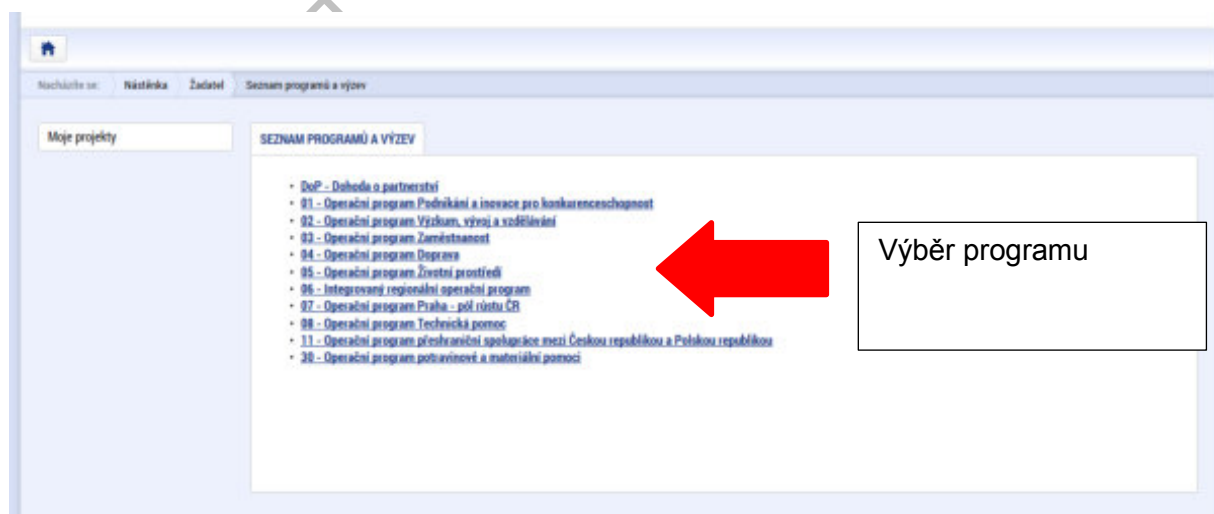 Nacházíte se: Nástěnka Žadatel Seznam programů a výzev
Moje projekty
SEZNAM PROGRAMŮ A VÝZEV
DoP - Dohoda o partnerství
01 - Operační program Podnikání a inovace pro konkurenceschopnost
02 - Operační program Výzkum, vývoj a vzdělávání
03 - Operační program Zaměstnanost
04 - Operační program Doprava
05 - Operační program Životní prostředí
06 - Integrovaný regionální operační program
07 - Operační program Praha - pól růstu ČR
08 - Operační program Technická pomoc
11 - Operační program přeshraniční spolupráce mezi Českou republikou a Polskou republikou
30 - Operační program potravinové a materiální pomoci
Výběr programu